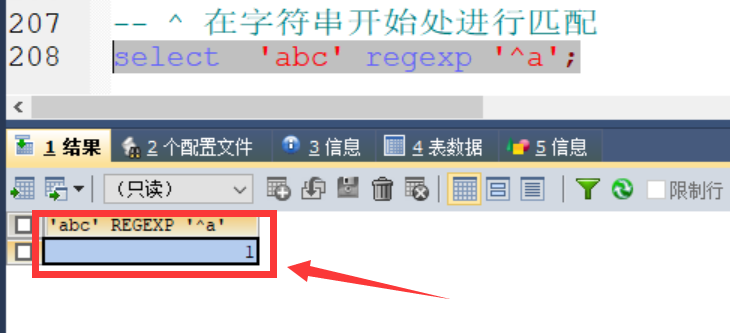 207 -- ^ 在字符串开始处进行匹配
208 select 'abc' regexp '^a';
1 结果 2 个配置文件 3 信息 4 表数据 5 信息
（只读） 限制行
'abc' REGEXP '^a'
1